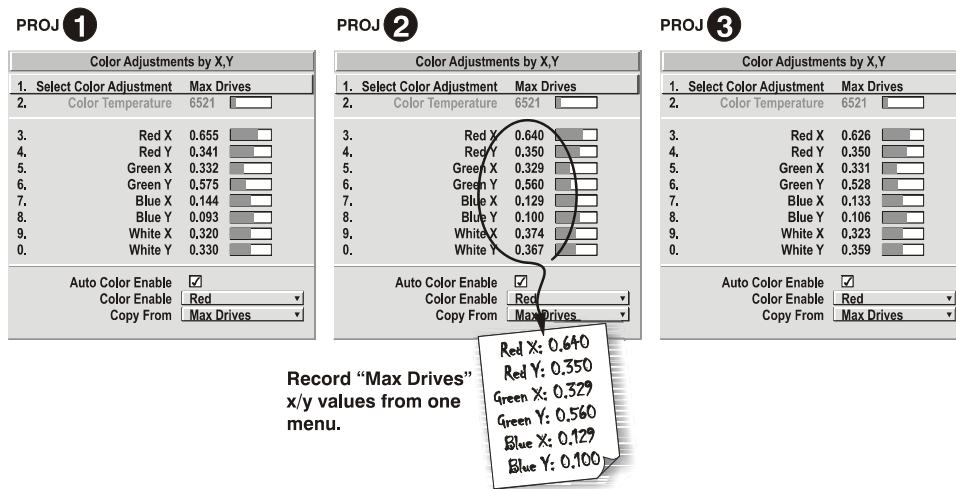 PROJ 1
Color Adjustments by X,Y
1. Select Color Adjustment Max Drives
2. Color Temperature 6521
3. Red X 0.655
4. Red Y 0.341
5. Green X 0.332
6. Green Y 0.575
7. Blue X 0.144
8. Blue Y 0.093
9. White X 0.320
0. White Y 0.330
Auto Color Enable
Color Enable Red
Copy From Max Drives
PROJ 2
Color Adjustments by X,Y
1. Select Color Adjustment Max Drives
2. Color Temperature 6521
3. Red X 0.640
4. Red Y 0.350
5. Green X 0.329
6. Green Y 0.560
7. Blue X 0.129
8. Blue Y 0.100
9. White X 0.374
0. White Y 0.367
Auto Color Enable
Color Enable Red
Copy From Max Drives
PROJ 3
Color Adjustments by X,Y
1. Select Color Adjustment Max Drives
2. Color Temperature 6521
3. Red X 0.626
4. Red Y 0.350
5. Green X 0.331
6. Green Y 0.528
7. Blue X 0.133
8. Blue Y 0.106
9. White X 0.323
0. White Y 0.359
Auto Color Enable
Color Enable Red
Copy From Max Drives
Record “Max Drives”
x/y values from one
menu.
Red X: 0.640
Red Y: 0.350
Green X: 0.329
Green Y: 0.560
Blue X: 0.129
Blue Y: 0.100